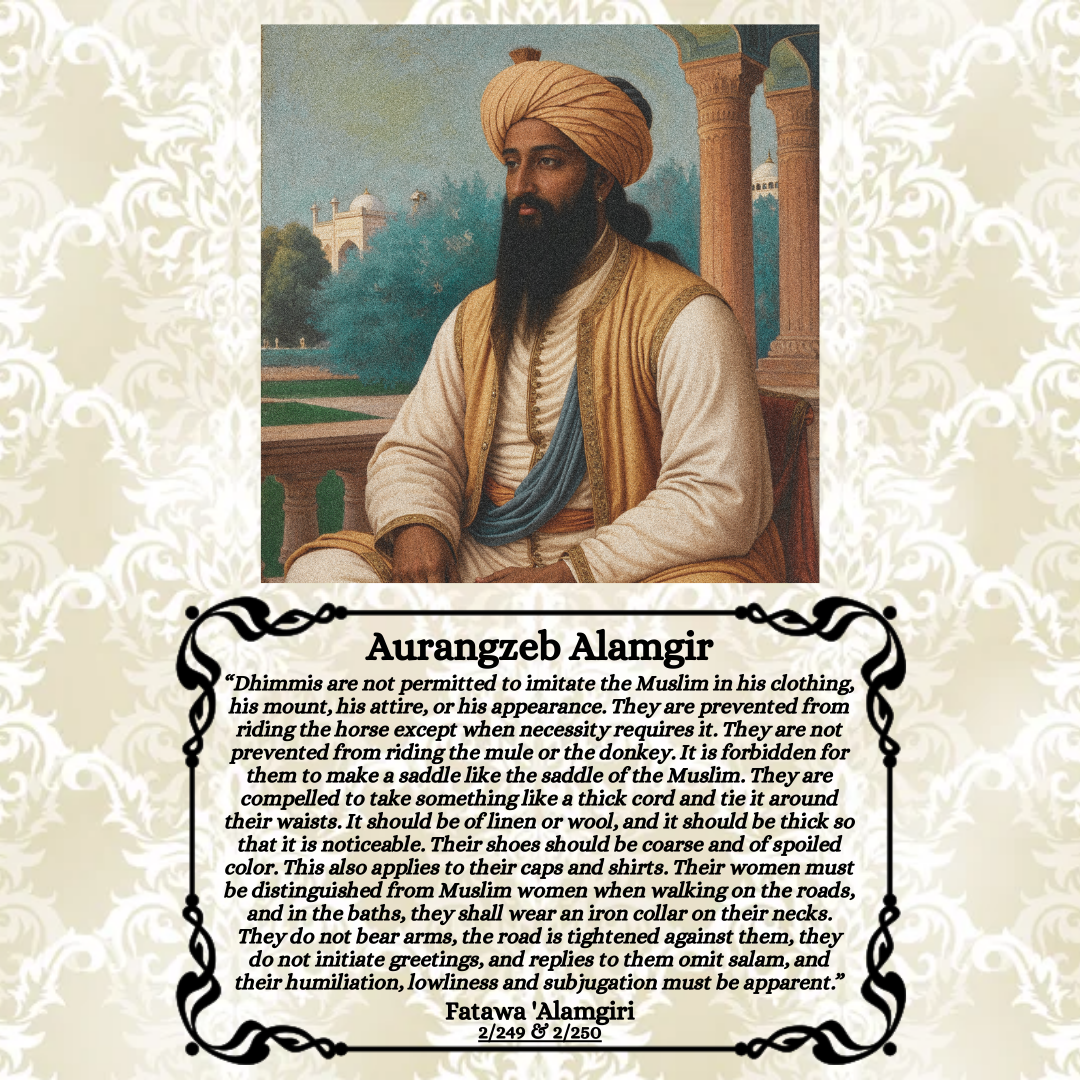 Aurangzeb Alamgir
“Dhimmis are not permitted to imitate the Muslim in his clothing,
his mount, his attire, or his appearance. They are prevented from
riding the horse except when necessity requires it. They are not
prevented from riding the mule or the donkey. It is forbidden for
them to make a saddle like the saddle of the Muslim. They are
compelled to take something like a thick cord and tie it around
their waists. It should be of linen or wool, and it should be thick so
that it is noticeable. Their shoes should be coarse and of spoiled
color. This also applies to their caps and shirts. Their women must
be distinguished from Muslim women when walking on the roads,
and in the baths, they shall wear an iron collar on their necks.
They do not bear arms, the road is tightened against them, they
do not initiate greetings, and replies to them omit salam, and
their humiliation, lowliness and subjugation must be apparent.”
Fatawa 'Alamgiri
2/249 & 2/250